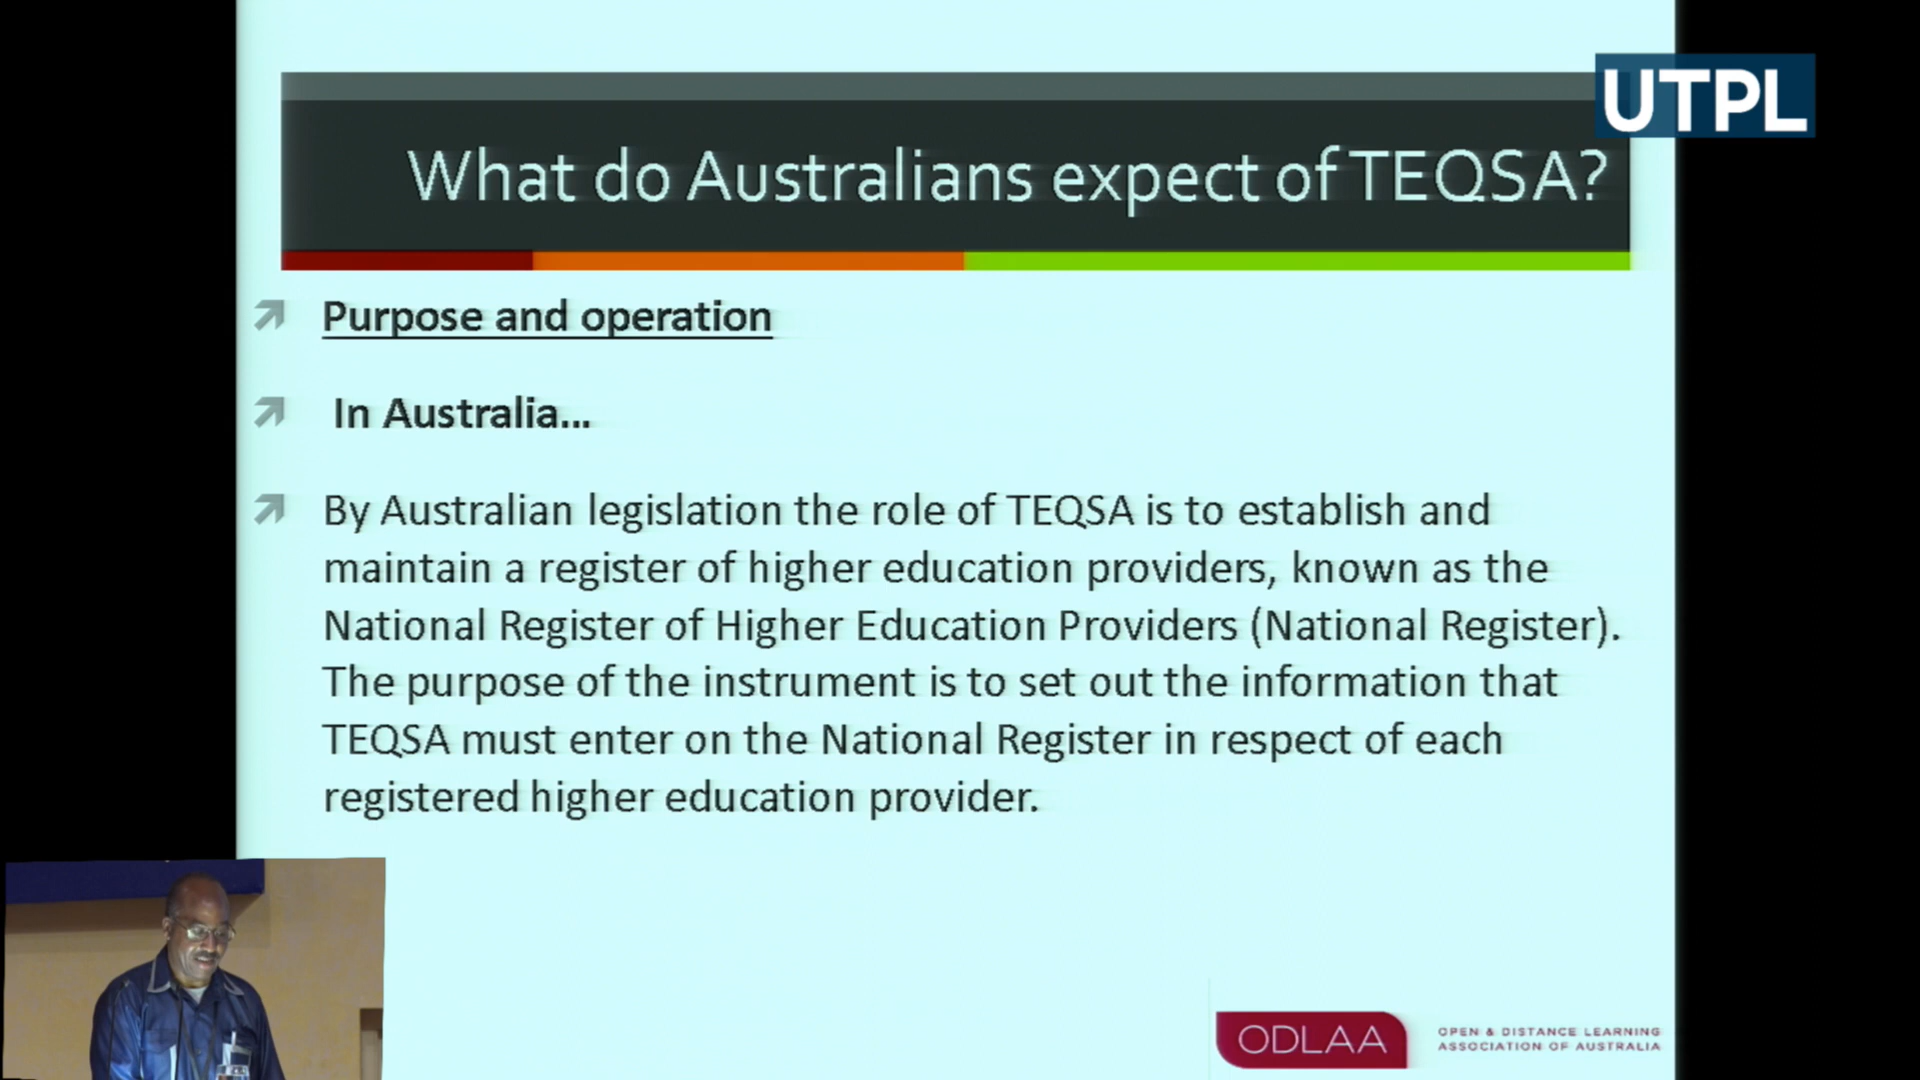 UTPL
What do Australians expect of TEQSA?
Purpose and operation
In Australia...
By Australian legislation the role of TEQSA is to establish and
maintain a register of higher education providers, known as the
National Register of Higher Education Providers (National Register).
The purpose of the instrument is to set out the information that
TEQSA must enter on the National Register in respect of each
registered higher education provider.
ODLAA
OPEN & DISTANCE LEARNING
ASSOCIATION OF AUSTRALIA